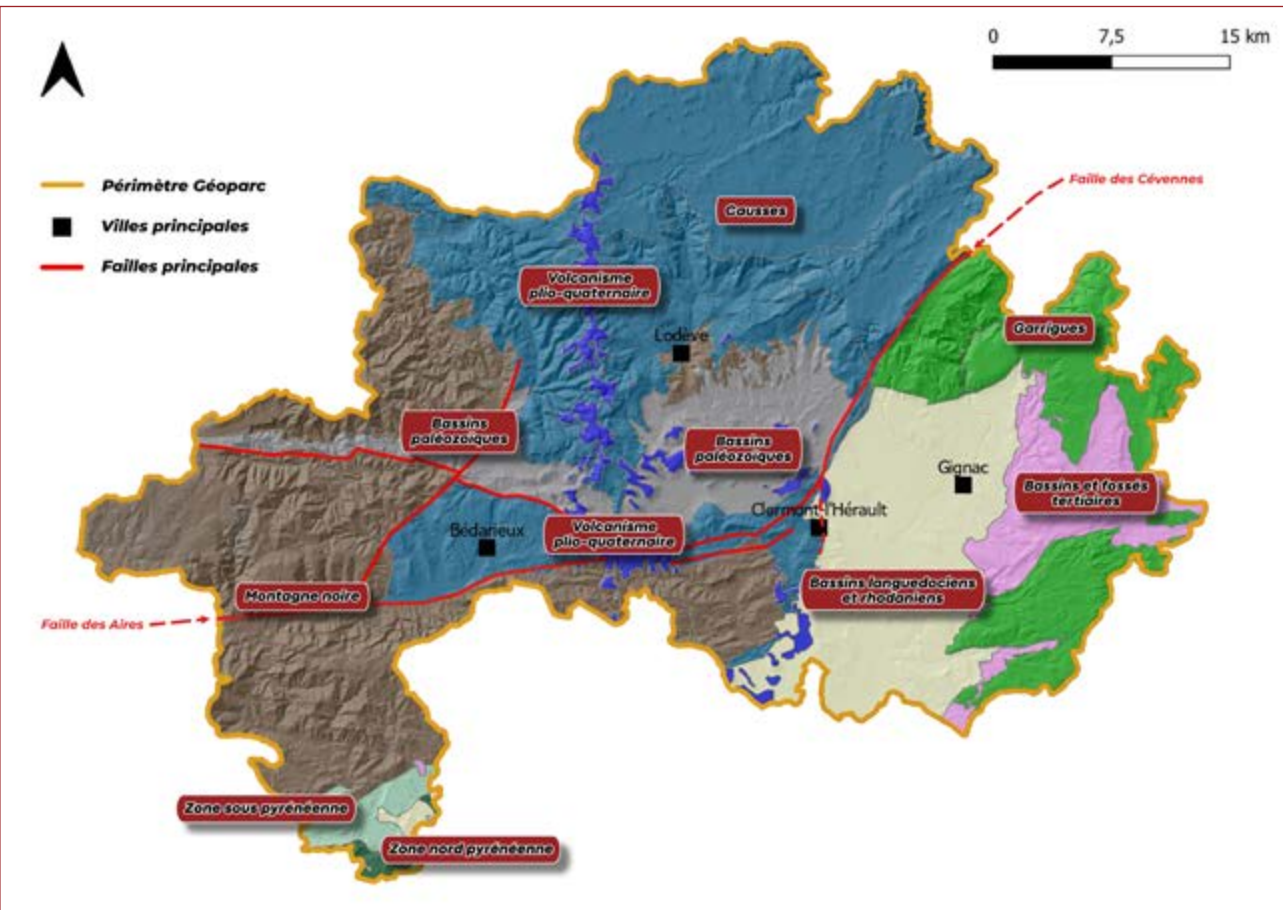 0 7,5 15 km
Périmètre Géoparc
Villes principales
Failles principales
Faille des Cévennes
Causses
Volcanisme
plio-quaternaire
Garrigues
Lodève
Bassins
paléozoïques
Bassins
paléozoïques
Gignac
Bassins et fossés
tertiaires
Clermont-l'Hérault
Volcanisme
plio-quaternaire
Bédarieux
Bassins languedociens
et rhodaniens
Montagne noire
Faille des Aires
Zone sous pyrénéenne
Zone nord pyrénéenne